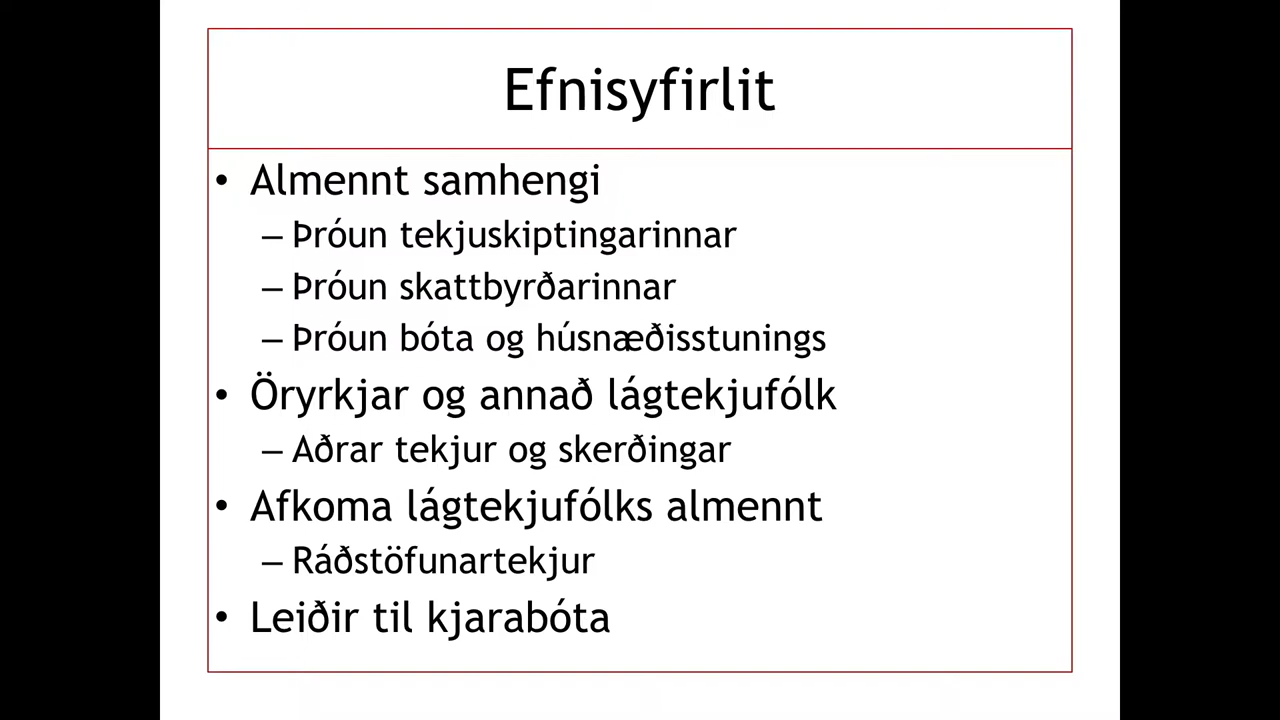 Efnisyfirlit
• Almennt samhengi
– Þróun tekjuskiptingarinnar
– Þróun skattbyrðarinnar
– Þróun bóta og húsnæðisstunings
• Öryrkjar og annað lágtekjufólk
– Aðrar tekjur og skerðingar
• Afkoma lágtekjufólks almennt
– Ráðstöfunartekjur
• Leiðir til kjarabóta